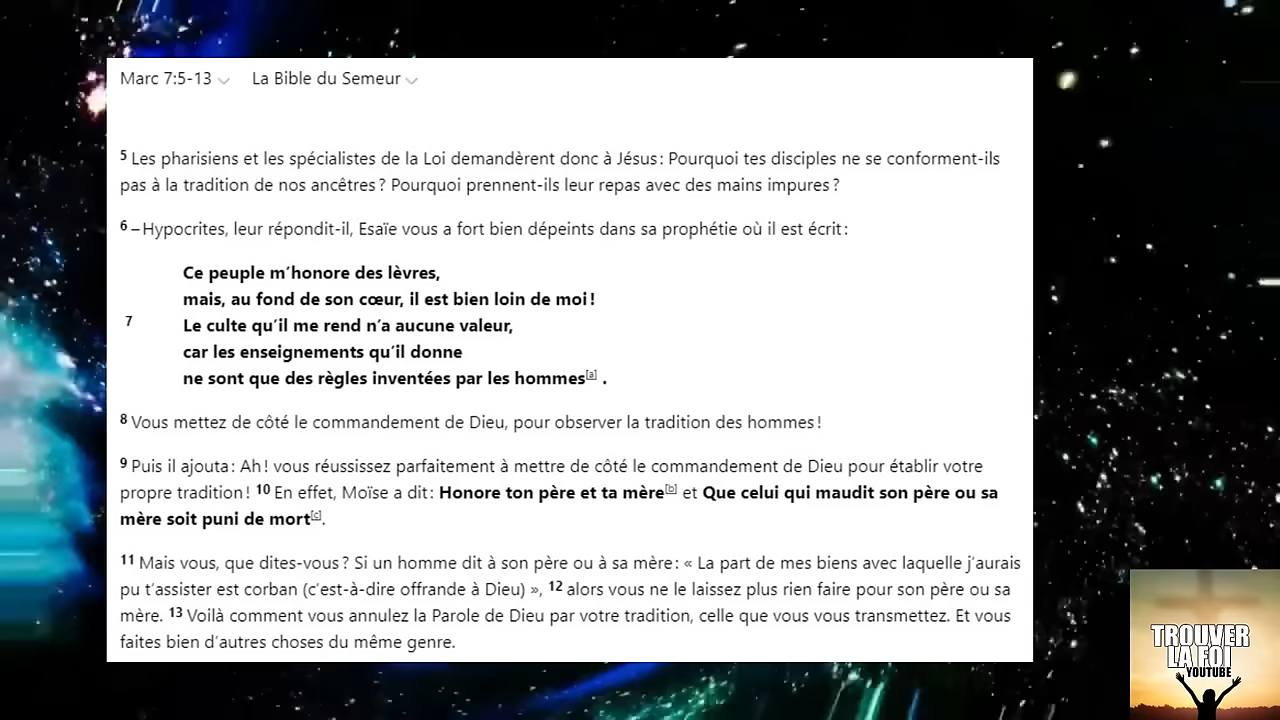 Marc 7:5-13 La Bible du Semeur
5 Les pharisiens et les spécialistes de la Loi demandèrent donc à Jésus : Pourquoi tes disciples ne se conforment-ils
pas à la tradition de nos ancêtres ? Pourquoi prennent-ils leur repas avec des mains impures ?
6 – Hypocrites, leur répondit-il, Esaïe vous a fort bien dépeints dans sa prophétie où il est écrit :
Ce peuple m’honore des lèvres,
mais, au fond de son cœur, il est bien loin de moi !
7 Le culte qu’il me rend n’a aucune valeur,
car les enseignements qu’il donne
ne sont que des règles inventées par les hommes[a] .
8 Vous mettez de côté le commandement de Dieu, pour observer la tradition des hommes !
9 Puis il ajouta : Ah ! vous réussissez parfaitement à mettre de côté le commandement de Dieu pour établir votre
propre tradition ! 10 En effet, Moïse a dit : Honore ton père et ta mère[b] et Que celui qui maudit son père ou sa
mère soit puni de mort[c].
11 Mais vous, que dites-vous ? Si un homme dit à son père ou à sa mère : « La part de mes biens avec laquelle j’aurais
pu t’assister est corban (c’est-à-dire offrande à Dieu) », 12 alors vous ne le laissez plus rien faire pour son père ou sa
mère. 13 Voilà comment vous annulez la Parole de Dieu par votre tradition, celle que vous vous transmettez. Et vous
faites bien d’autres choses du même genre.
TROUVER
LA FOI
YOUTUBE